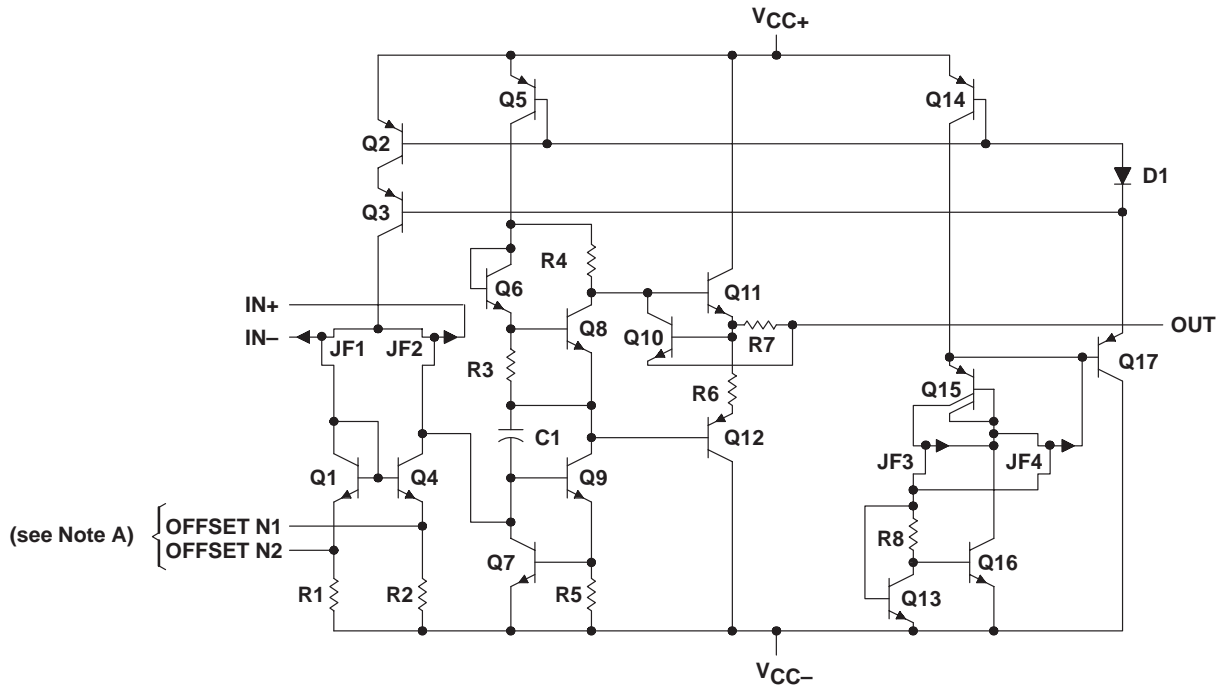 VCC+
Q5
Q14
Q2
D1
Q3
R4
Q6
Q11
IN+
IN–
JF1
JF2
Q8
Q10
R7
OUT
R3
Q17
R6
Q15
C1
Q12
JF3
JF4
Q1
Q4
Q9
(see Note A)
OFFSET N1
OFFSET N2
R8
Q7
Q16
R1
R2
R5
Q13
VCC–